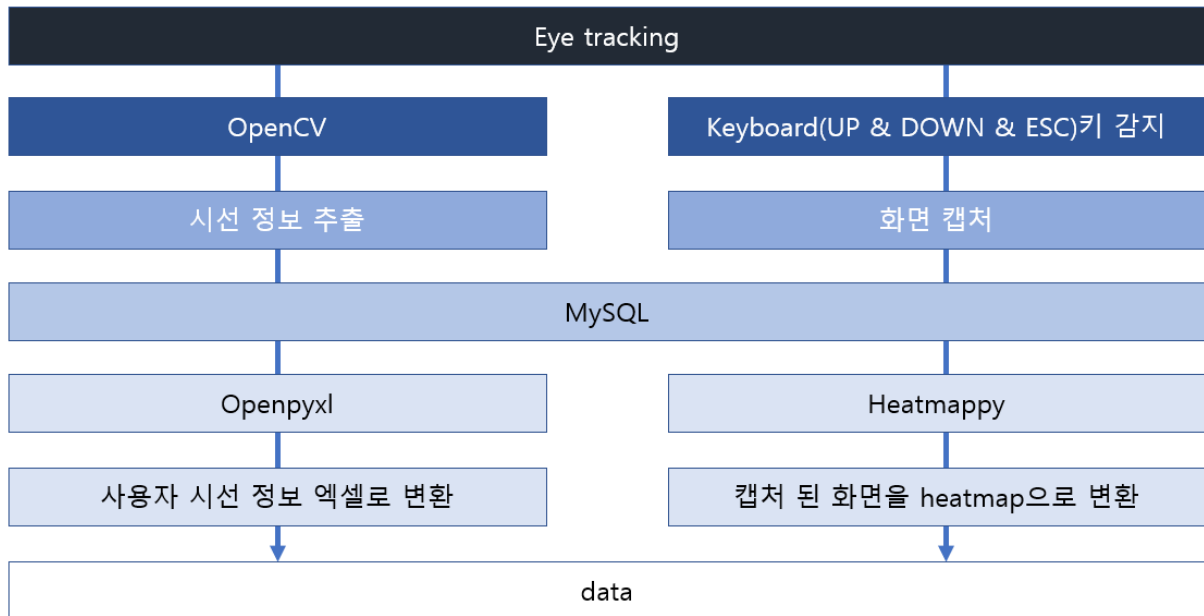 Eye tracking
OpenCV
Keyboard(UP & DOWN & ESC)키 감지
시선 정보 추출
화면 캡처
MySQL
Openpyxl
Heatmappy
사용자 시선 정보 엑셀로 변환
캡처 된 화면을 heatmap으로 변환
data